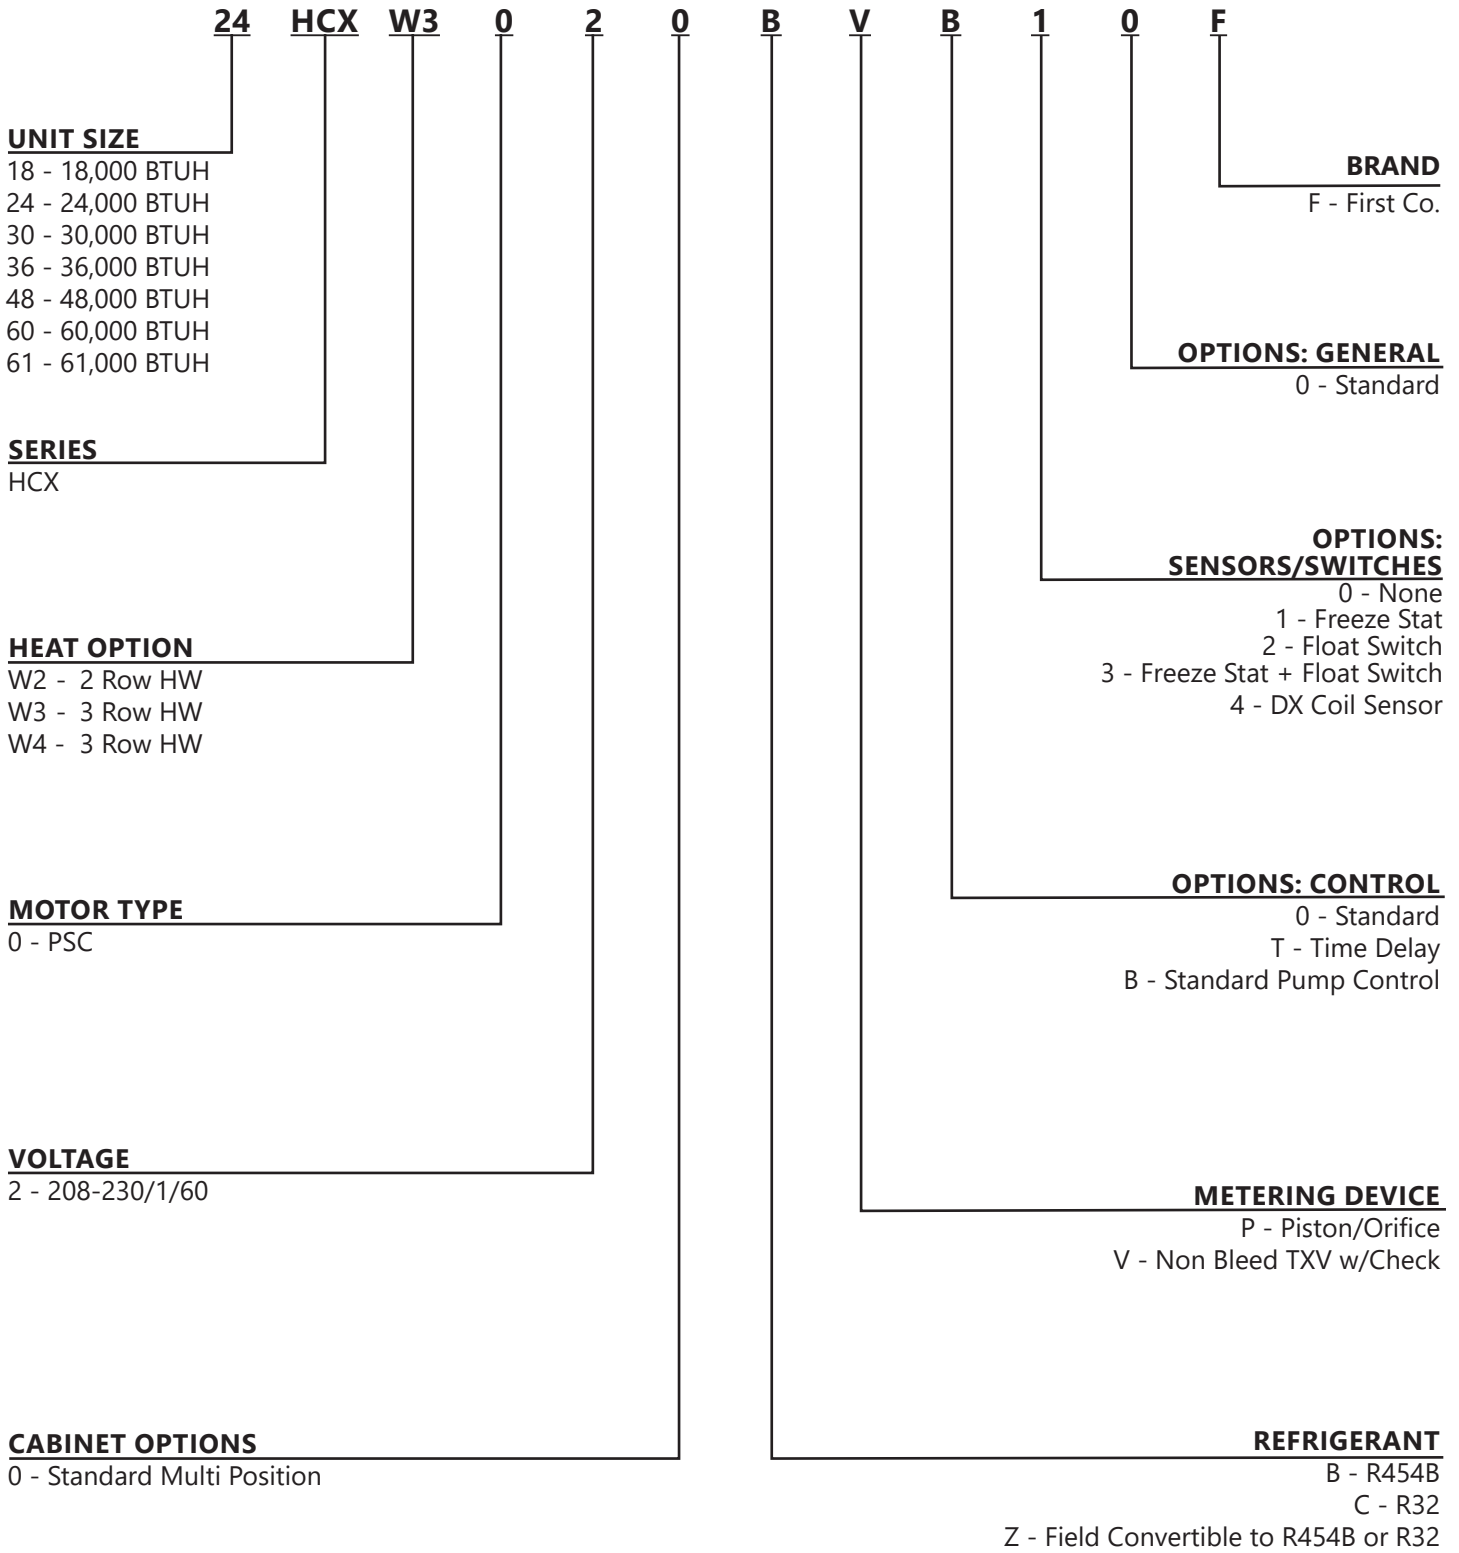 24 HCX W3 0 2 0 B V B 1 0 F
UNIT SIZE
18 - 18,000 BTUH
24 - 24,000 BTUH
30 - 30,000 BTUH
36 - 36,000 BTUH
48 - 48,000 BTUH
60 - 60,000 BTUH
61 - 61,000 BTUH
SERIES
HCX
HEAT OPTION
W2 - 2 Row HW
W3 - 3 Row HW
W4 - 3 Row HW
MOTOR TYPE
0 - PSC
VOLTAGE
2 - 208-230/1/60
CABINET OPTIONS
0 - Standard Multi Position
BRAND
F - First Co.
OPTIONS: GENERAL
0 - Standard
OPTIONS:
SENSORS/SWITCHES
0 - None
1 - Freeze Stat
2 - Float Switch
3 - Freeze Stat + Float Switch
4 - DX Coil Sensor
OPTIONS: CONTROL
0 - Standard
T - Time Delay
B - Standard Pump Control
METERING DEVICE
P - Piston/Orifice
V - Non Bleed TXV w/Check
REFRIGERANT
B - R454B
C - R32
Z - Field Convertible to R454B or R32